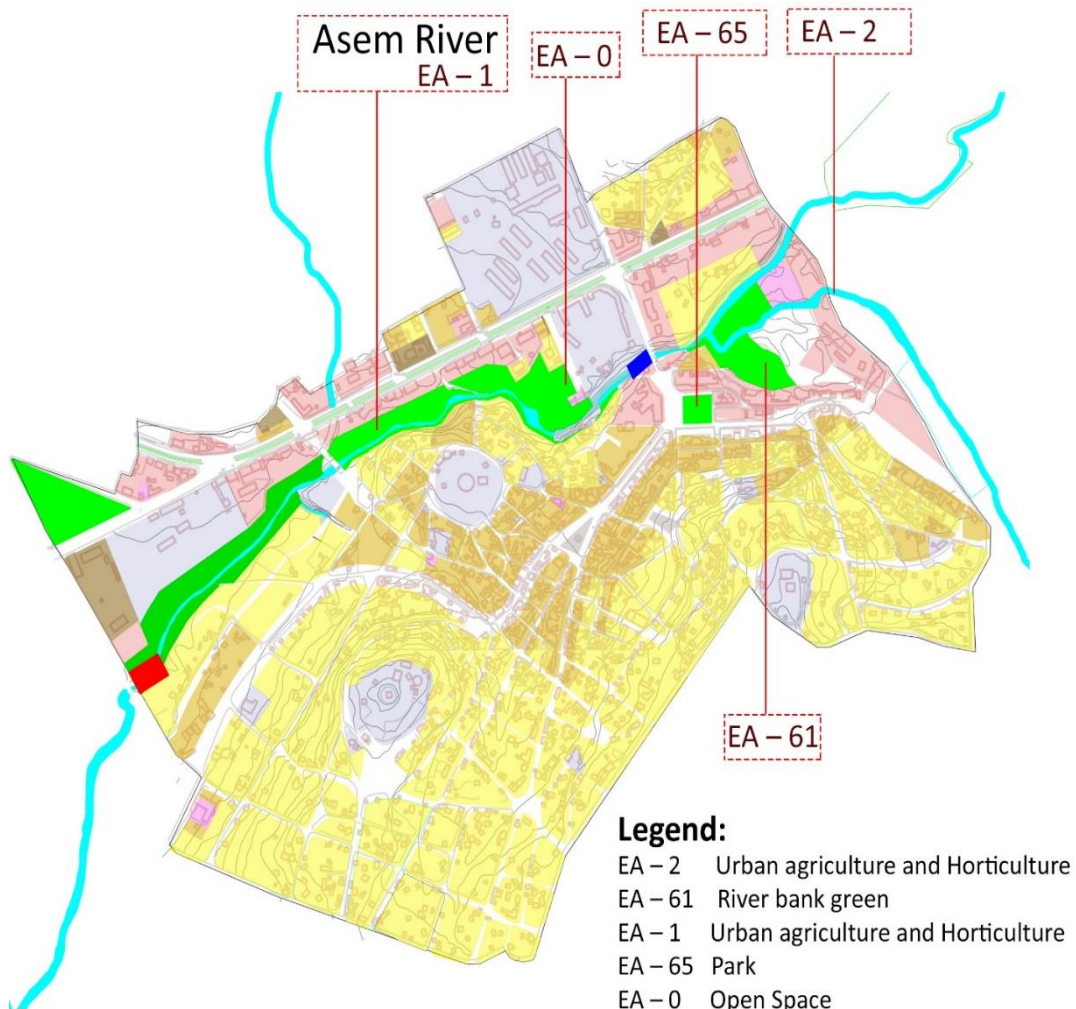 Asem River
EA – 1
EA – 0
EA – 65
EA – 2
EA – 61
Legend:
EA – 2 Urban agriculture and Horticulture
EA – 61 River bank green
EA – 1 Urban agriculture and Horticulture
EA – 65 Park
EA – 0 Open Space